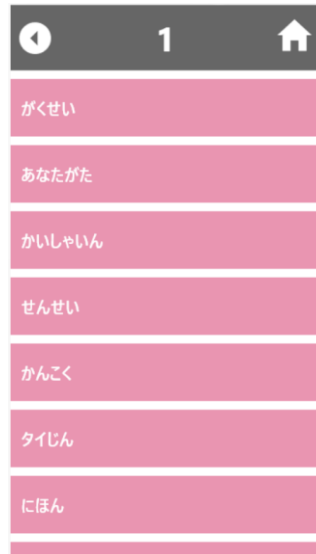 1
がくせい
あなたがた
かいしゃいん
せんせい
かんこく
タイじん
にほん